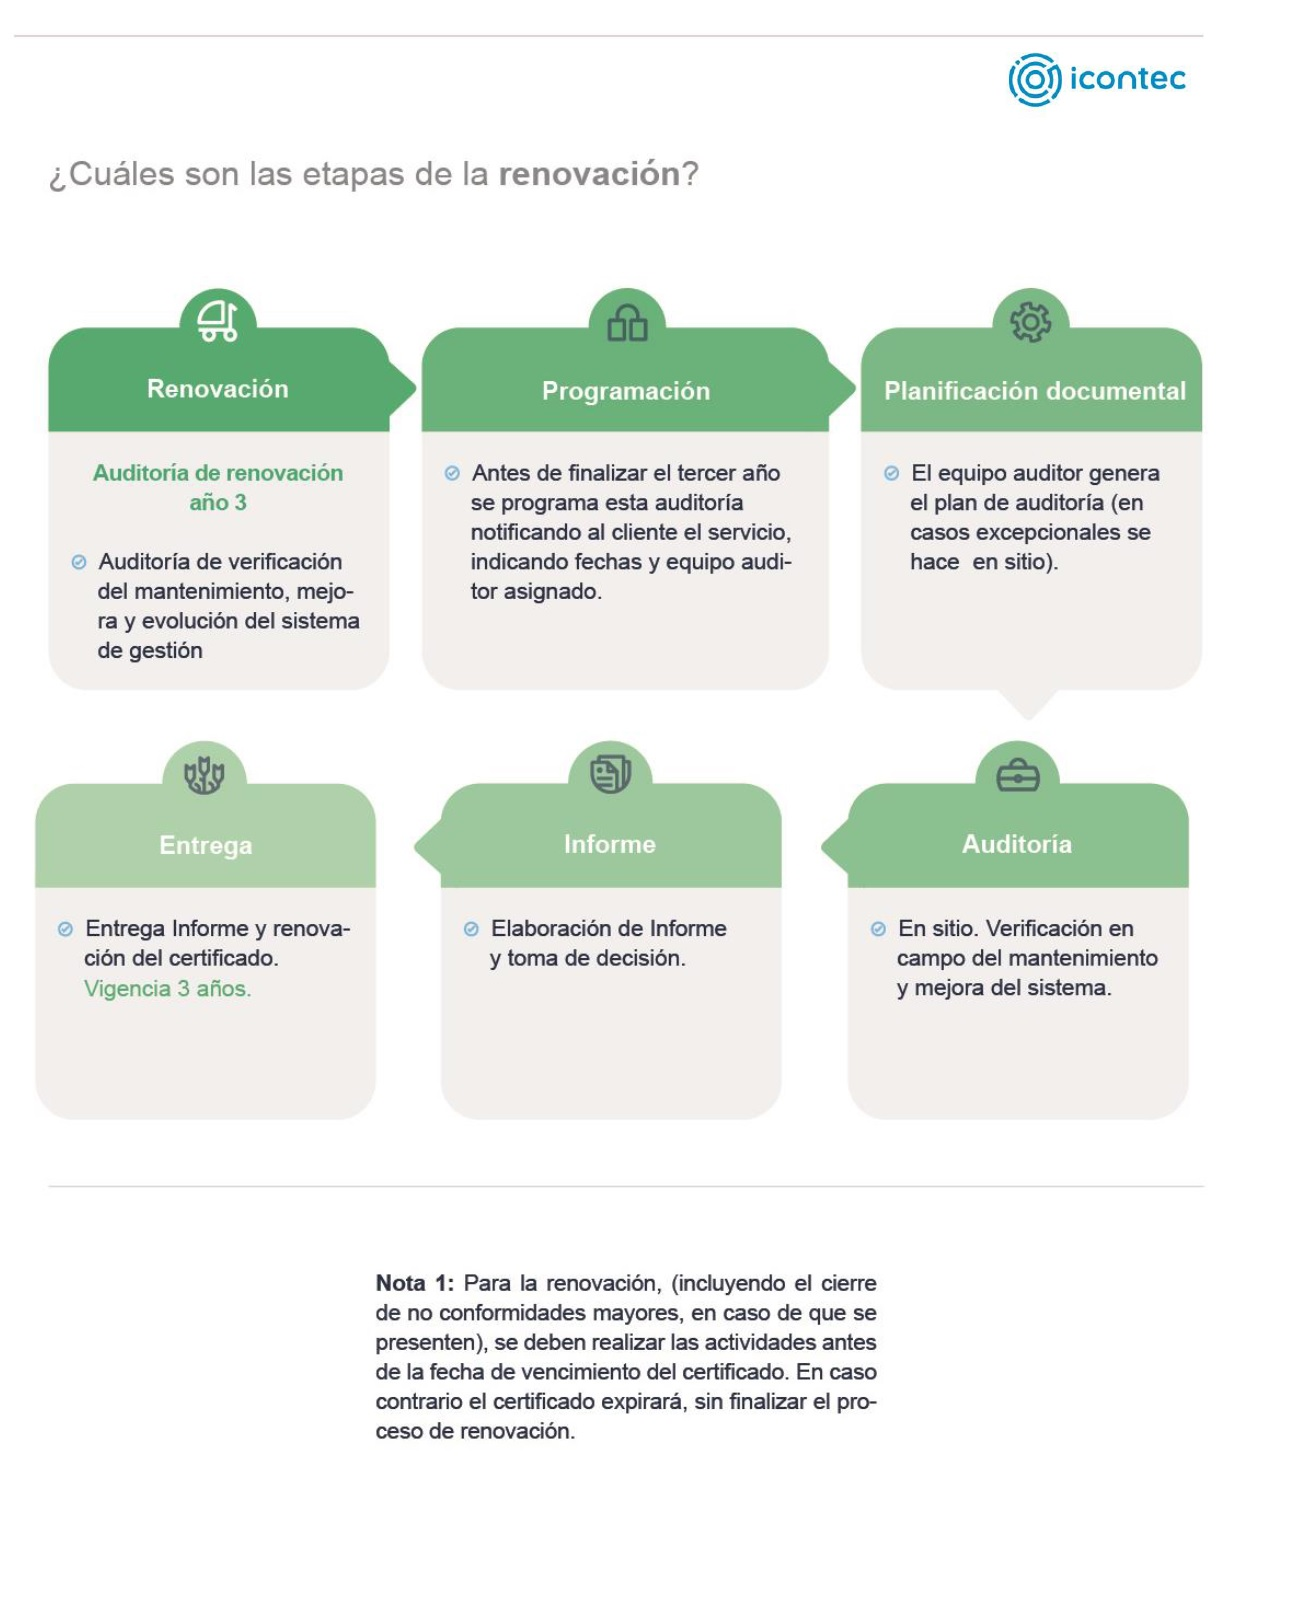 icontec
¿Cuáles son las etapas de la renovación?
Renovación
Auditoría de renovación
año 3
Auditoría de verificación
del mantenimiento, mejo-
ra y evolución del sistema
de gestión
Programación
Antes de finalizar el tercer año
se programa esta auditoría
notificando al cliente el servicio,
indicando fechas y equipo audi-
tor asignado.
Planificación documental
El equipo auditor genera
el plan de auditoría (en
casos excepcionales se
hace en sitio).
Auditoría
En sitio. Verificación en
campo del mantenimiento
y mejora del sistema.
Informe
Elaboración de Informe
y toma de decisión.
Entrega
Entrega Informe y renova-
ción del certificado.
Vigencia 3 años.
Nota 1: Para la renovación, (incluyendo el cierre
de no conformidades mayores, en caso de que se
presenten), se deben realizar las actividades antes
de la fecha de vencimiento del certificado. En caso
contrario el certificado expirará, sin finalizar el pro-
ceso de renovación.